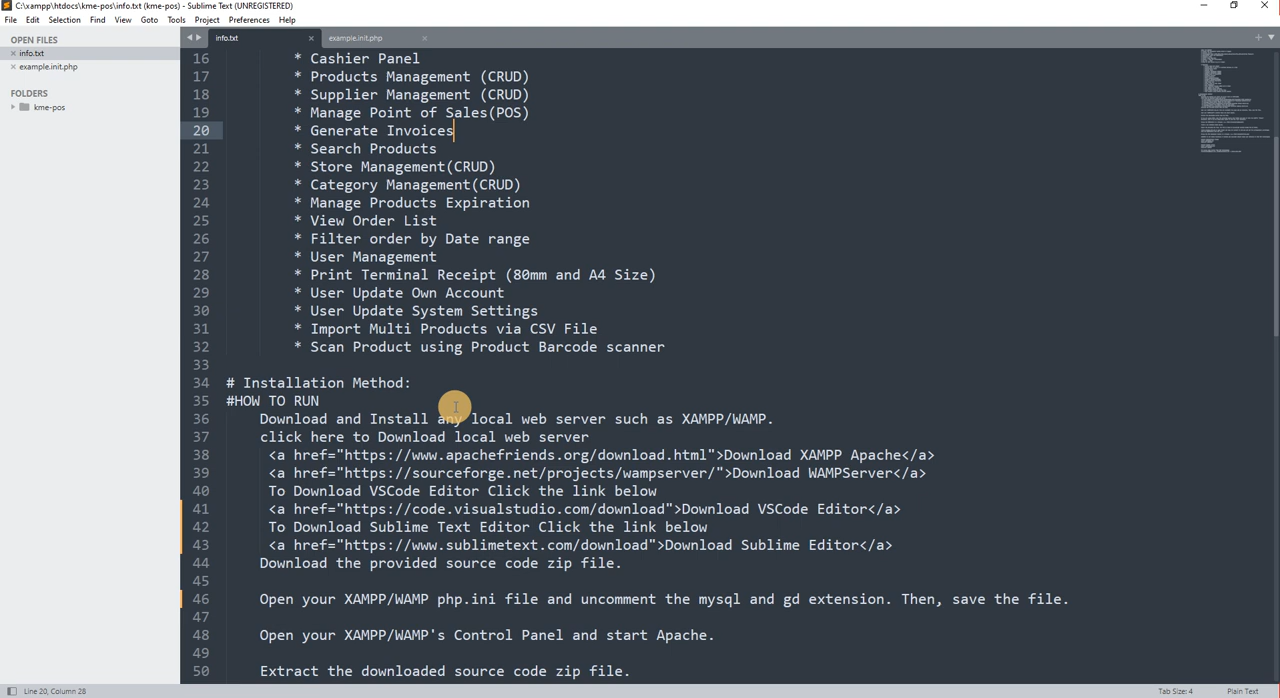 C:\xampp\htdocs\kme-pos\info.txt (kme-pos) - Sublime Text (UNREGISTERED)
File Edit Selection Find View Goto Tools Project Preferences Help
OPEN FILES
× info.txt
× example.init.php
FOLDERS
kme-pos
info.txt × example.init.php ×
16 * Cashier Panel
17 * Products Management (CRUD)
18 * Supplier Management (CRUD)
19 * Manage Point of Sales(POS)
20 * Generate Invoices
21 * Search Products
22 * Store Management(CRUD)
23 * Category Management(CRUD)
24 * Manage Products Expiration
25 * View Order List
26 * Filter order by Date range
27 * User Management
28 * Print Terminal Receipt (80mm and A4 Size)
29 * User Update Own Account
30 * User Update System Settings
31 * Import Multi Products via CSV File
32 * Scan Product using Product Barcode scanner
33
34 # Installation Method:
35 #HOW TO RUN
36 Download and Install any local web server such as XAMPP/WAMP.
37 click here to Download local web server
38 <a href="https://www.apachefriends.org/download.html">Download XAMPP Apache</a>
39 <a href="https://sourceforge.net/projects/wampserver/">Download WAMPServer</a>
40 To Download VSCode Editor Click the link below
41 <a href="https://code.visualstudio.com/download">Download VSCode Editor</a>
42 To Download Sublime Text Editor Click the link below
43 <a href="https://www.sublimetext.com/download">Download Sublime Editor</a>
44 Download the provided source code zip file.
45
46 Open your XAMPP/WAMP php.ini file and uncomment the mysql and gd extension. Then, save the file.
47
48 Open your XAMPP/WAMP's Control Panel and start Apache.
49
50 Extract the downloaded source code zip file.
Line 20, Column 28 Tab Size: 4 Plain Text